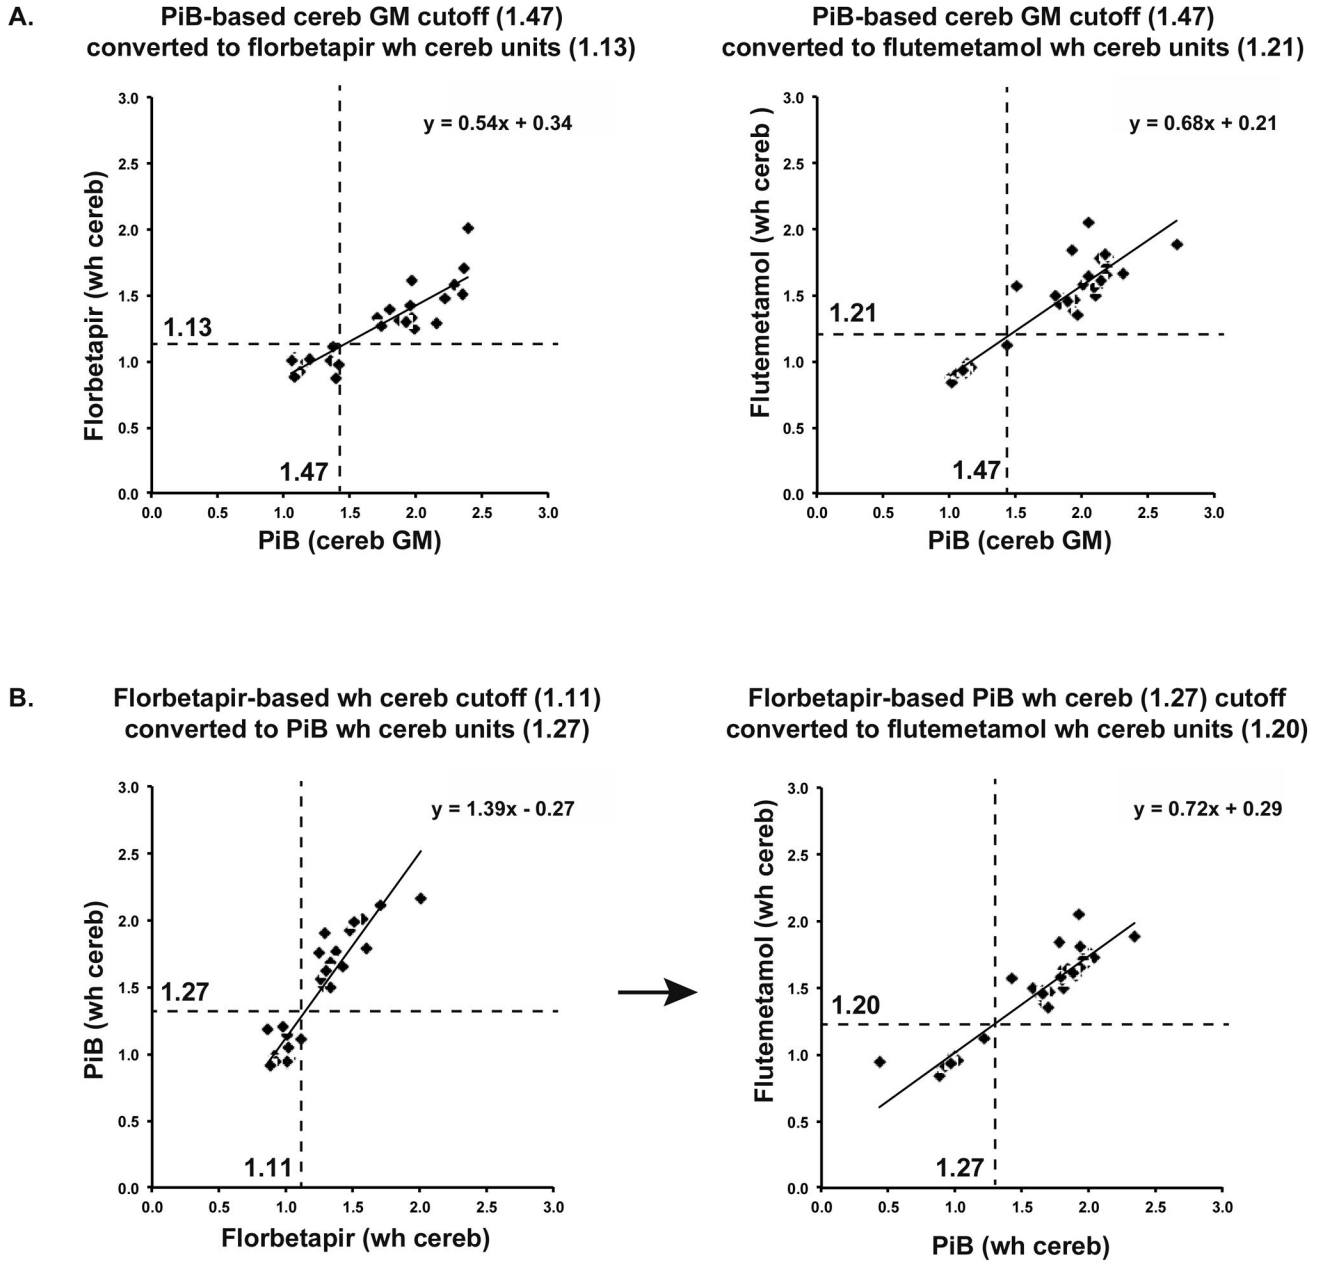 A.
PiB-based cereb GM cutoff (1.47)
converted to florbetapir wh cereb units (1.13)
PiB-based cereb GM cutoff (1.47)
converted to flutemetamol wh cereb units (1.21)
y = 0.54x + 0.34
Florbetapir (wh cereb)
3.0
2.5
2.0
1.5
1.0
0.5
0.0
1.13
1.47
0.0 0.5 1.0 1.5 2.0 2.5 3.0
PiB (cereb GM)
y = 0.68x + 0.21
Flutemetamol (wh cereb )
3.0
2.5
2.0
1.5
1.0
0.5
0.0
1.21
1.47
0.0 0.5 1.0 1.5 2.0 2.5 3.0
PiB (cereb GM)
B.
Florbetapir-based wh cereb cutoff (1.11)
converted to PiB wh cereb units (1.27)
Florbetapir-based PiB wh cereb (1.27) cutoff
converted to flutemetamol wh cereb units (1.20)
y = 1.39x - 0.27
PiB (wh cereb)
3.0
2.5
2.0
1.5
1.0
0.5
0.0
1.27
1.11
0.0 0.5 1.0 1.5 2.0 2.5 3.0
Florbetapir (wh cereb)
y = 0.72x + 0.29
Flutemetamol (wh cereb)
3.0
2.5
2.0
1.5
1.0
0.5
0.0
1.20
1.27
0.0 0.5 1.0 1.5 2.0 2.5 3.0
PiB (wh cereb)